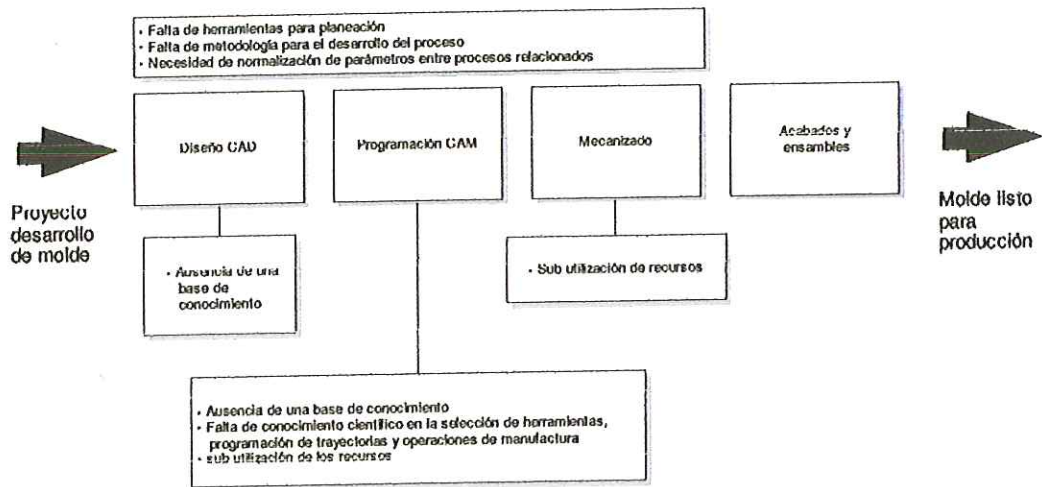 • Falta de herramientas para planeación
• Falta de metodología para el desarrollo del proceso
• Necesidad de normalización de parámetros entre procesos relacionados
Diseño CAD
Programación CAM
Mecanizado
Acabados y
ensambles
Proyecto
desarrollo
de molde
Molde listo
para
producción
• Ausencia de una
base de
conocimiento
• Sub utilización de recursos
• Ausencia de una base de conocimiento
• Falta de conocimiento científico en la selección de herramientas,
programación de trayectorias y operaciones de manufactura
• sub utilización de los recursos